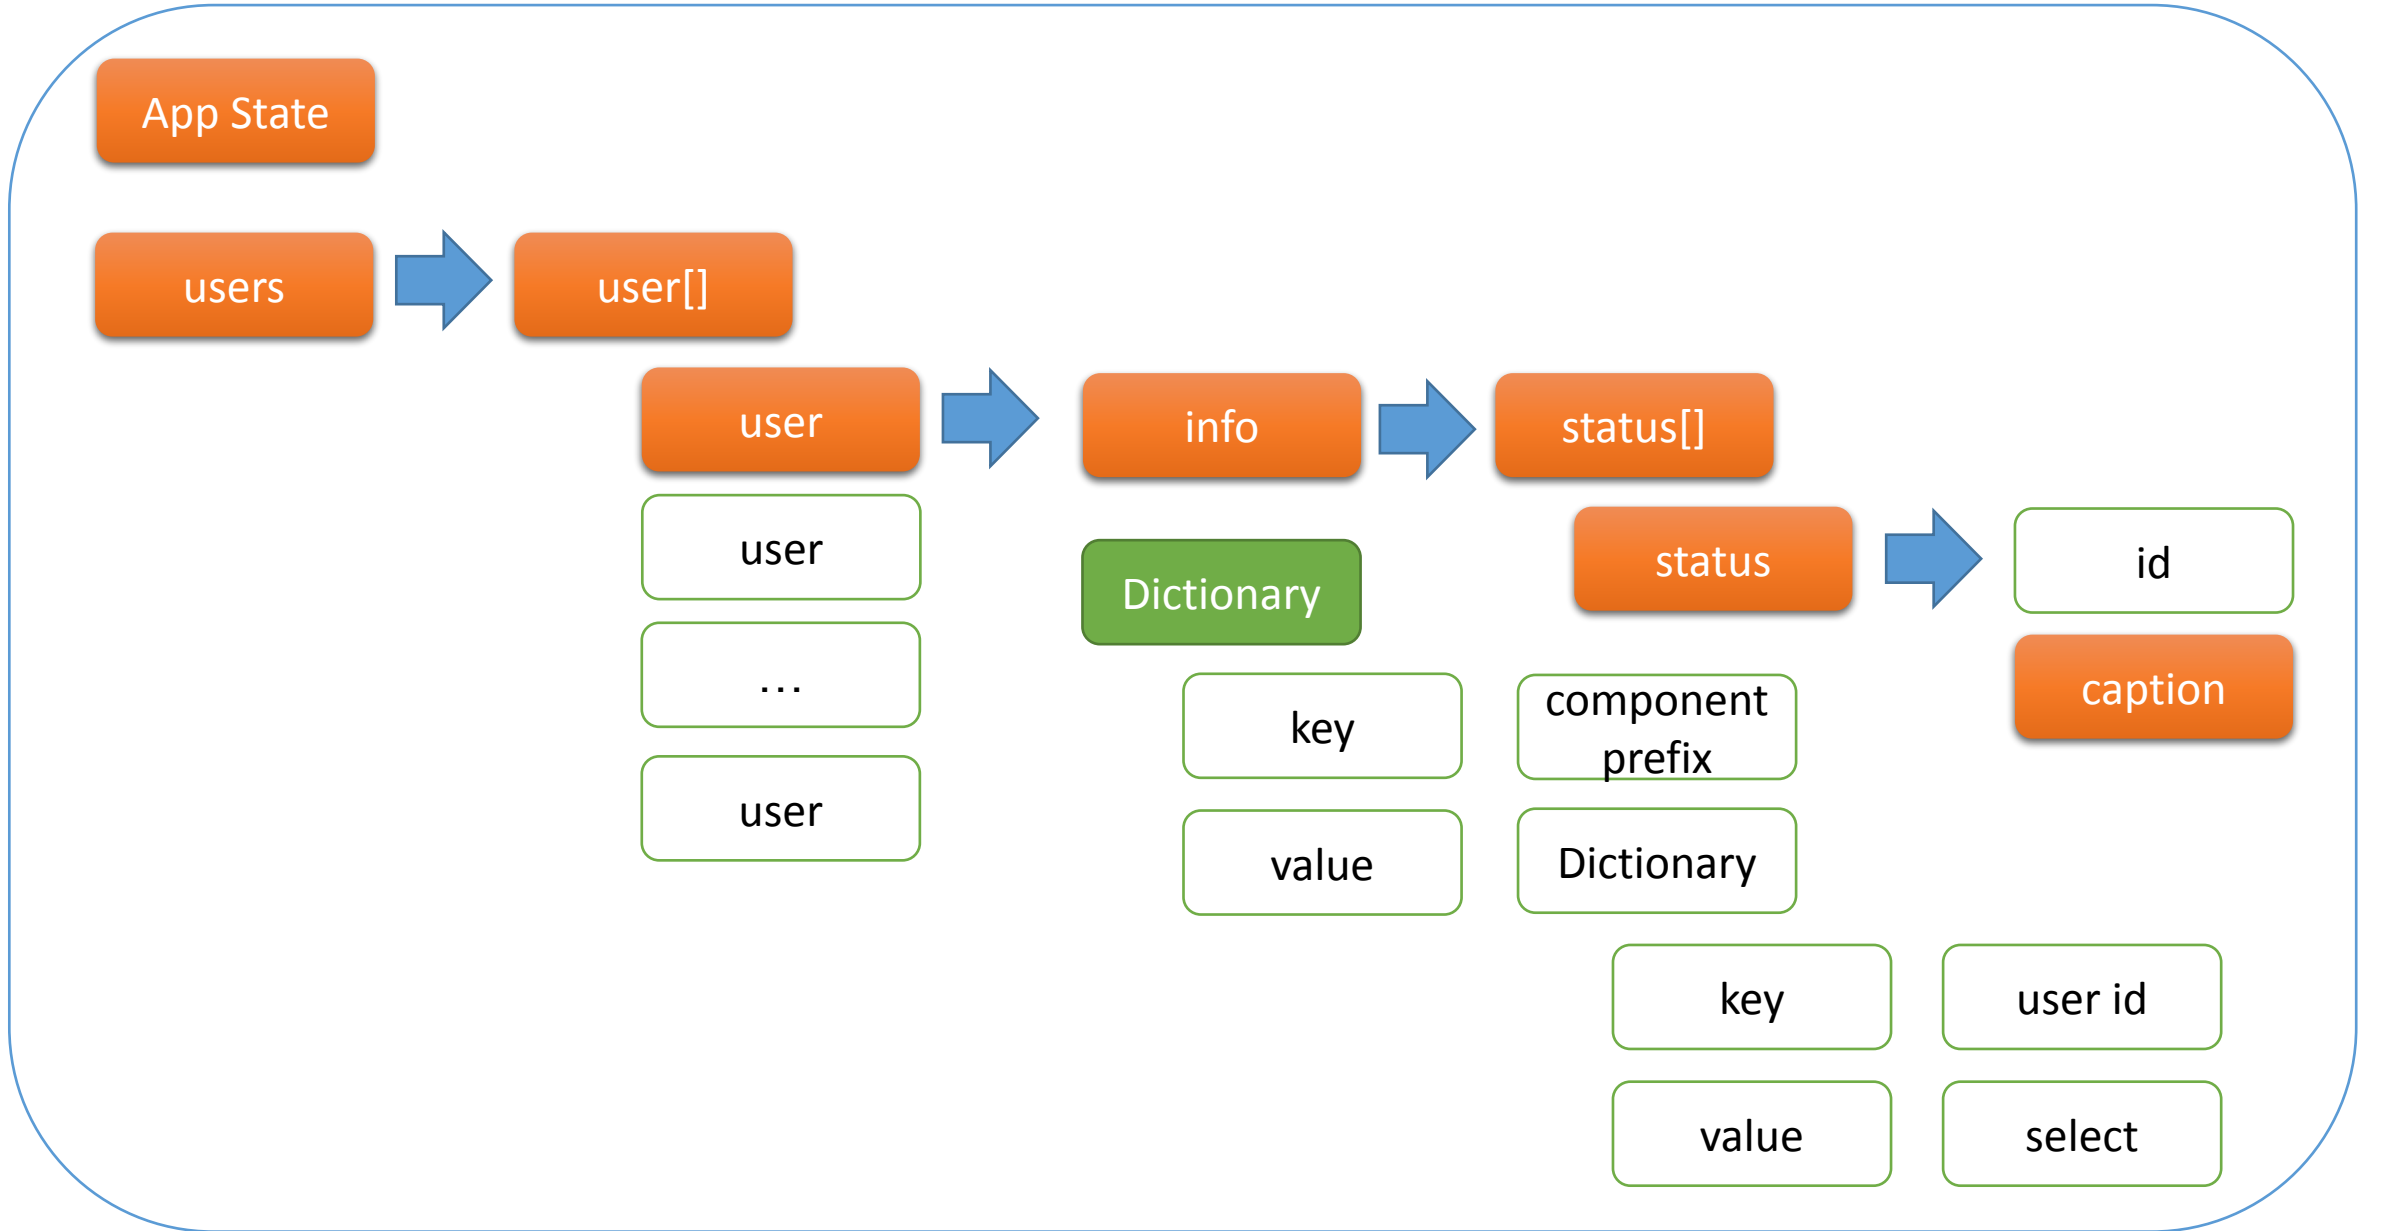 App State
users
user[]
user
info
status[]
user
status
id
Dictionary
...
caption
key
component
prefix
user
value
Dictionary
key
user id
value
select